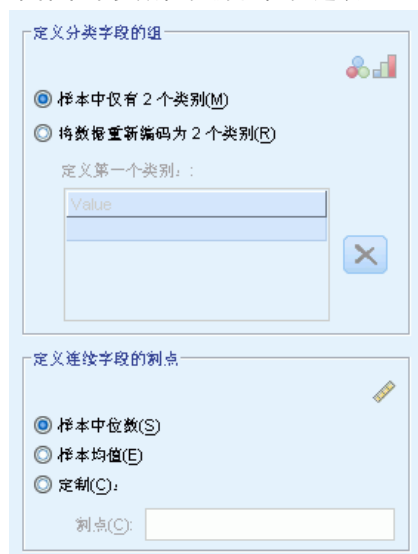 定义分类字段的组
样本中仅有 2 个类别(M)
将数据重新编码为 2 个类别(R)
定义第一个类别：:
Value
定义连续字段的割点
样本中位数(S)
样本均值(E)
定制(C)：
割点(C):